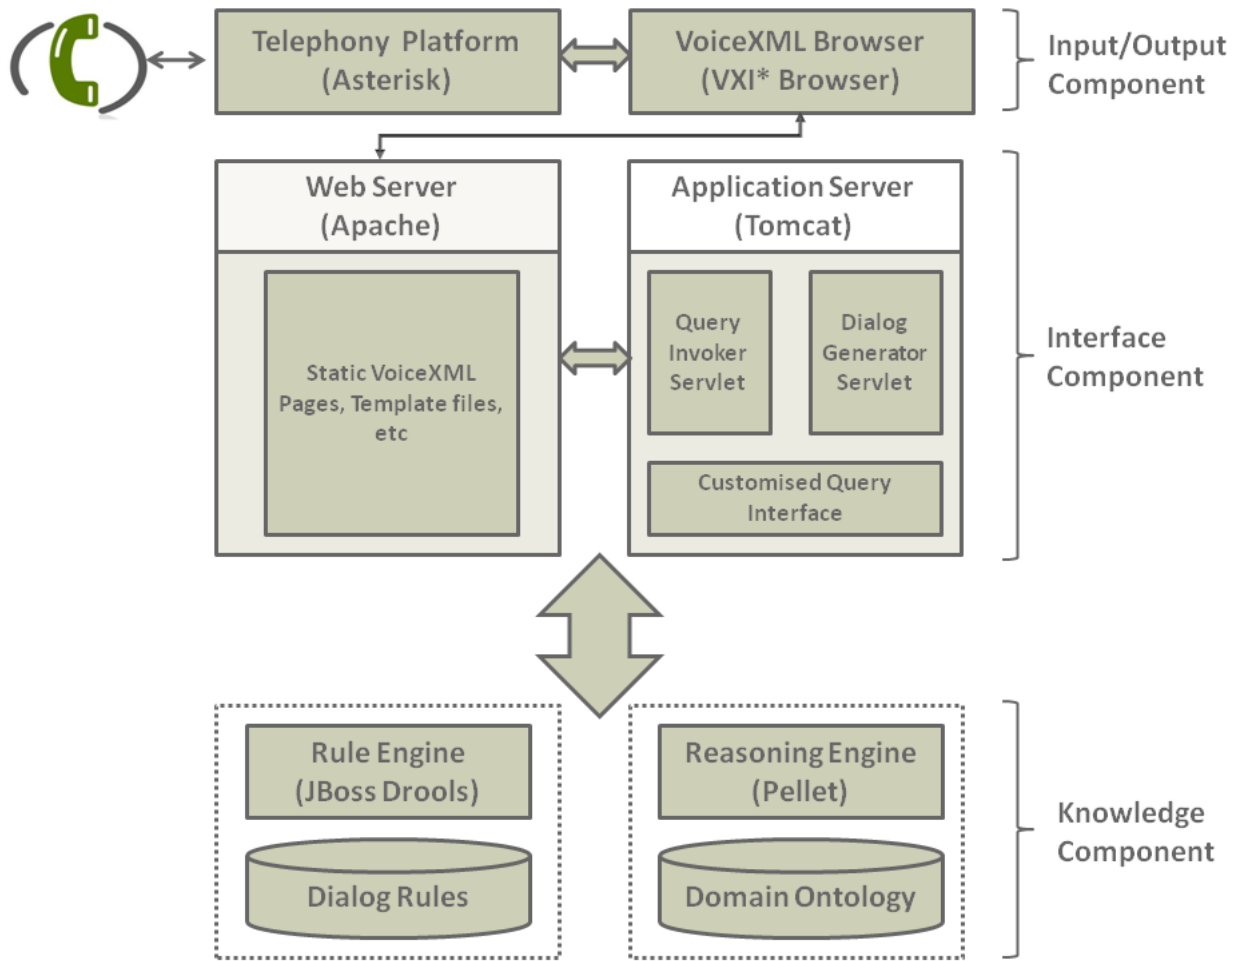 Telephony Platform
(Asterisk)
VoiceXML Browser
(VXI* Browser)
Input/Output
Component
Web Server
(Apache)
Application Server
(Tomcat)
Static VoiceXML
Pages, Template files,
etc
Query
Invoker
Servlet
Dialog
Generator
Servlet
Customised Query
Interface
Interface
Component
Rule Engine
(JBoss Drools)
Dialog Rules
Reasoning Engine
(Pellet)
Domain Ontology
Knowledge
Component